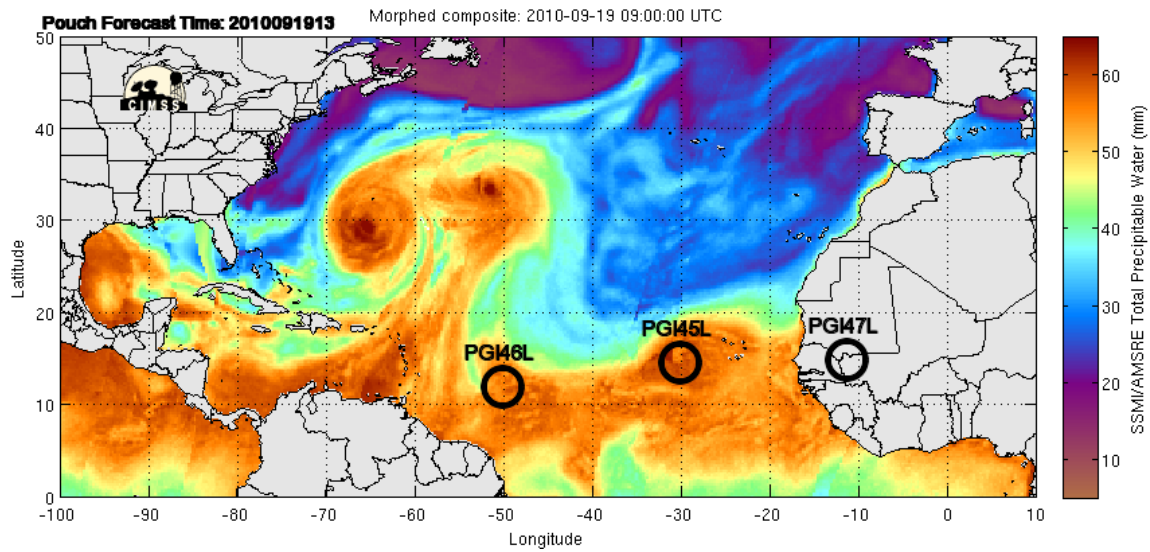 Pouch Forecast Time: 2010091913
Morphed composite: 2010-09-19 09:00:00 UTC
50
40
30
20
10
0
Latitude
CIMSS
PGI46L
PGI45L
PGI47L
-100 -90 -80 -70 -60 -50 -40 -30 -20 -10 0 10
Longitude
60
50
40
30
20
10
SSMI/AMSRE Total Precipitable Water (mm)